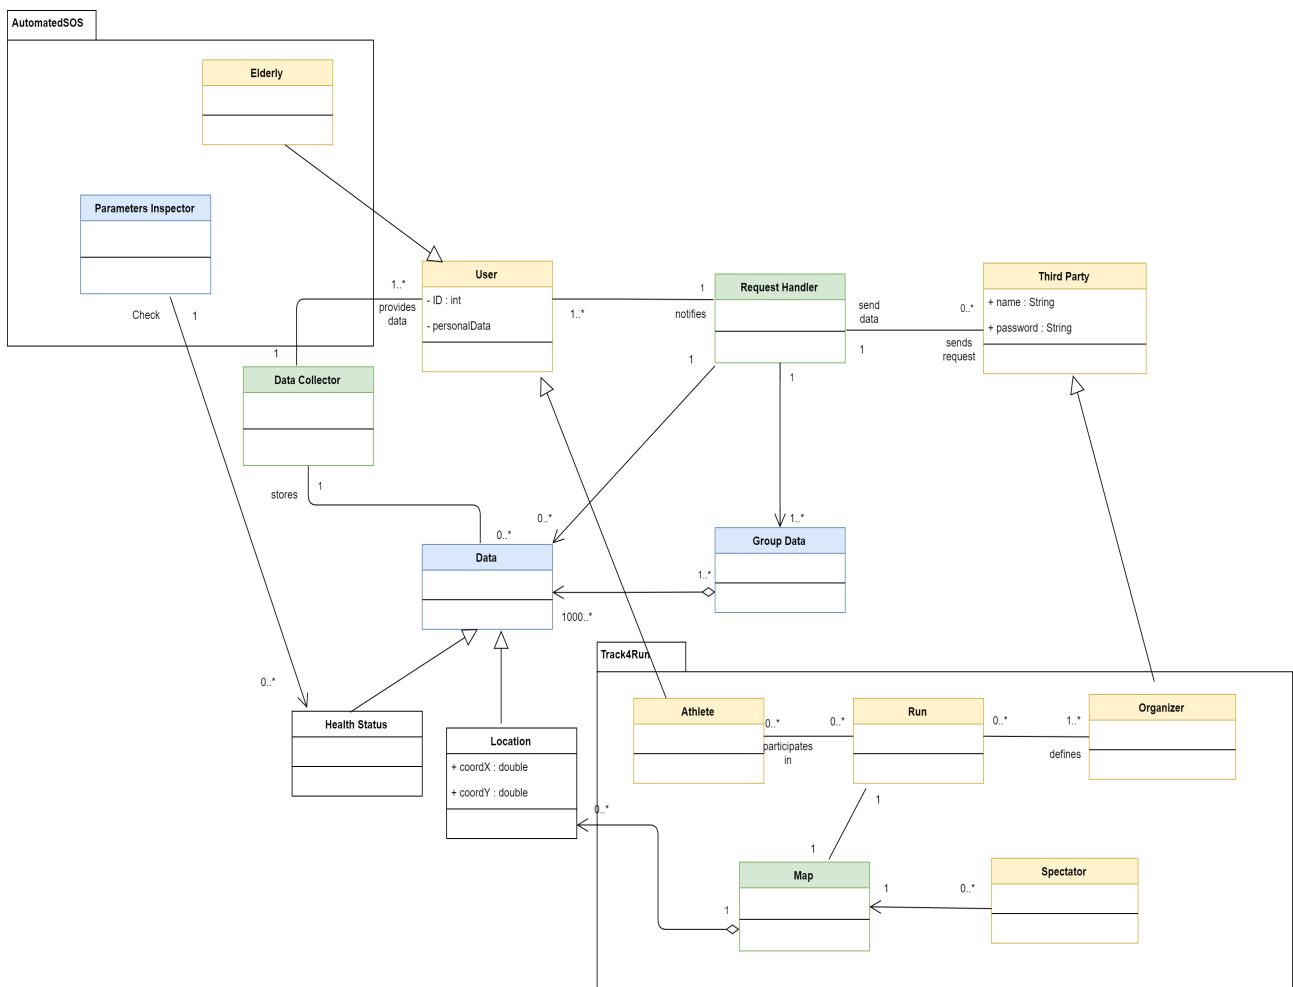 AutomatedSOS
Elderly
Parameters Inspector
Check
1
1..*
provides
data
1
User
- ID : int
- personalData
1..*
1
notifies
Request Handler
send
data
1
0..*
sends
request
Third Party
+ name : String
+ password : String
Data Collector
1
stores
0..*
1
0..*
1
1..*
Data
Group Data
1..*
1000..*
0..*
Health Status
Location
+ coordX : double
+ coordY : double
0..*
Track4Run
Athlete
0..*
participates
in
0..*
Run
0..*
1..*
defines
Organizer
1
1
Map
1
1
0..*
Spectator